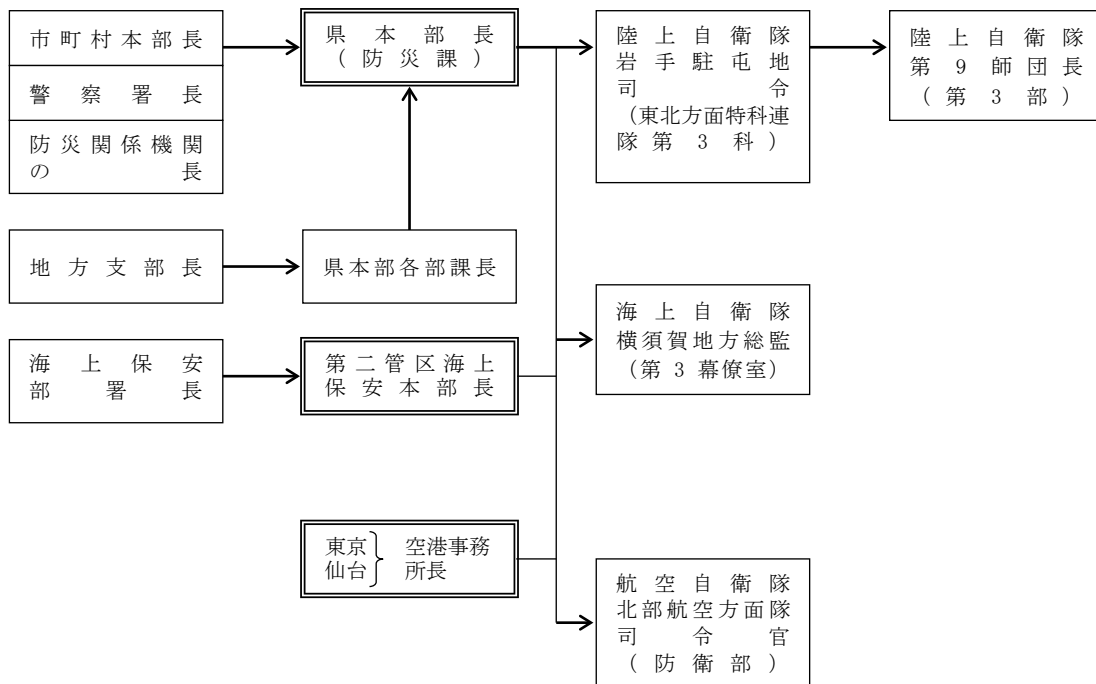 市町村本部長
警察署長
防災関係機関
の長
県本部長
(防災課)
陸上自衛隊
岩手駐屯地
司令
(東北方面特科連
隊第3科)
陸上自衛隊
第9師団長
(第3部)
地方支部長
県本部各部課長
海上保安
部署長
第二管区海上
保安本部長
海上自衛隊
横須賀地方総監
(第3幕僚室)
東京
仙台
空港事務
所長
航空自衛隊
北部航空方面隊
司令官
(防衛部)